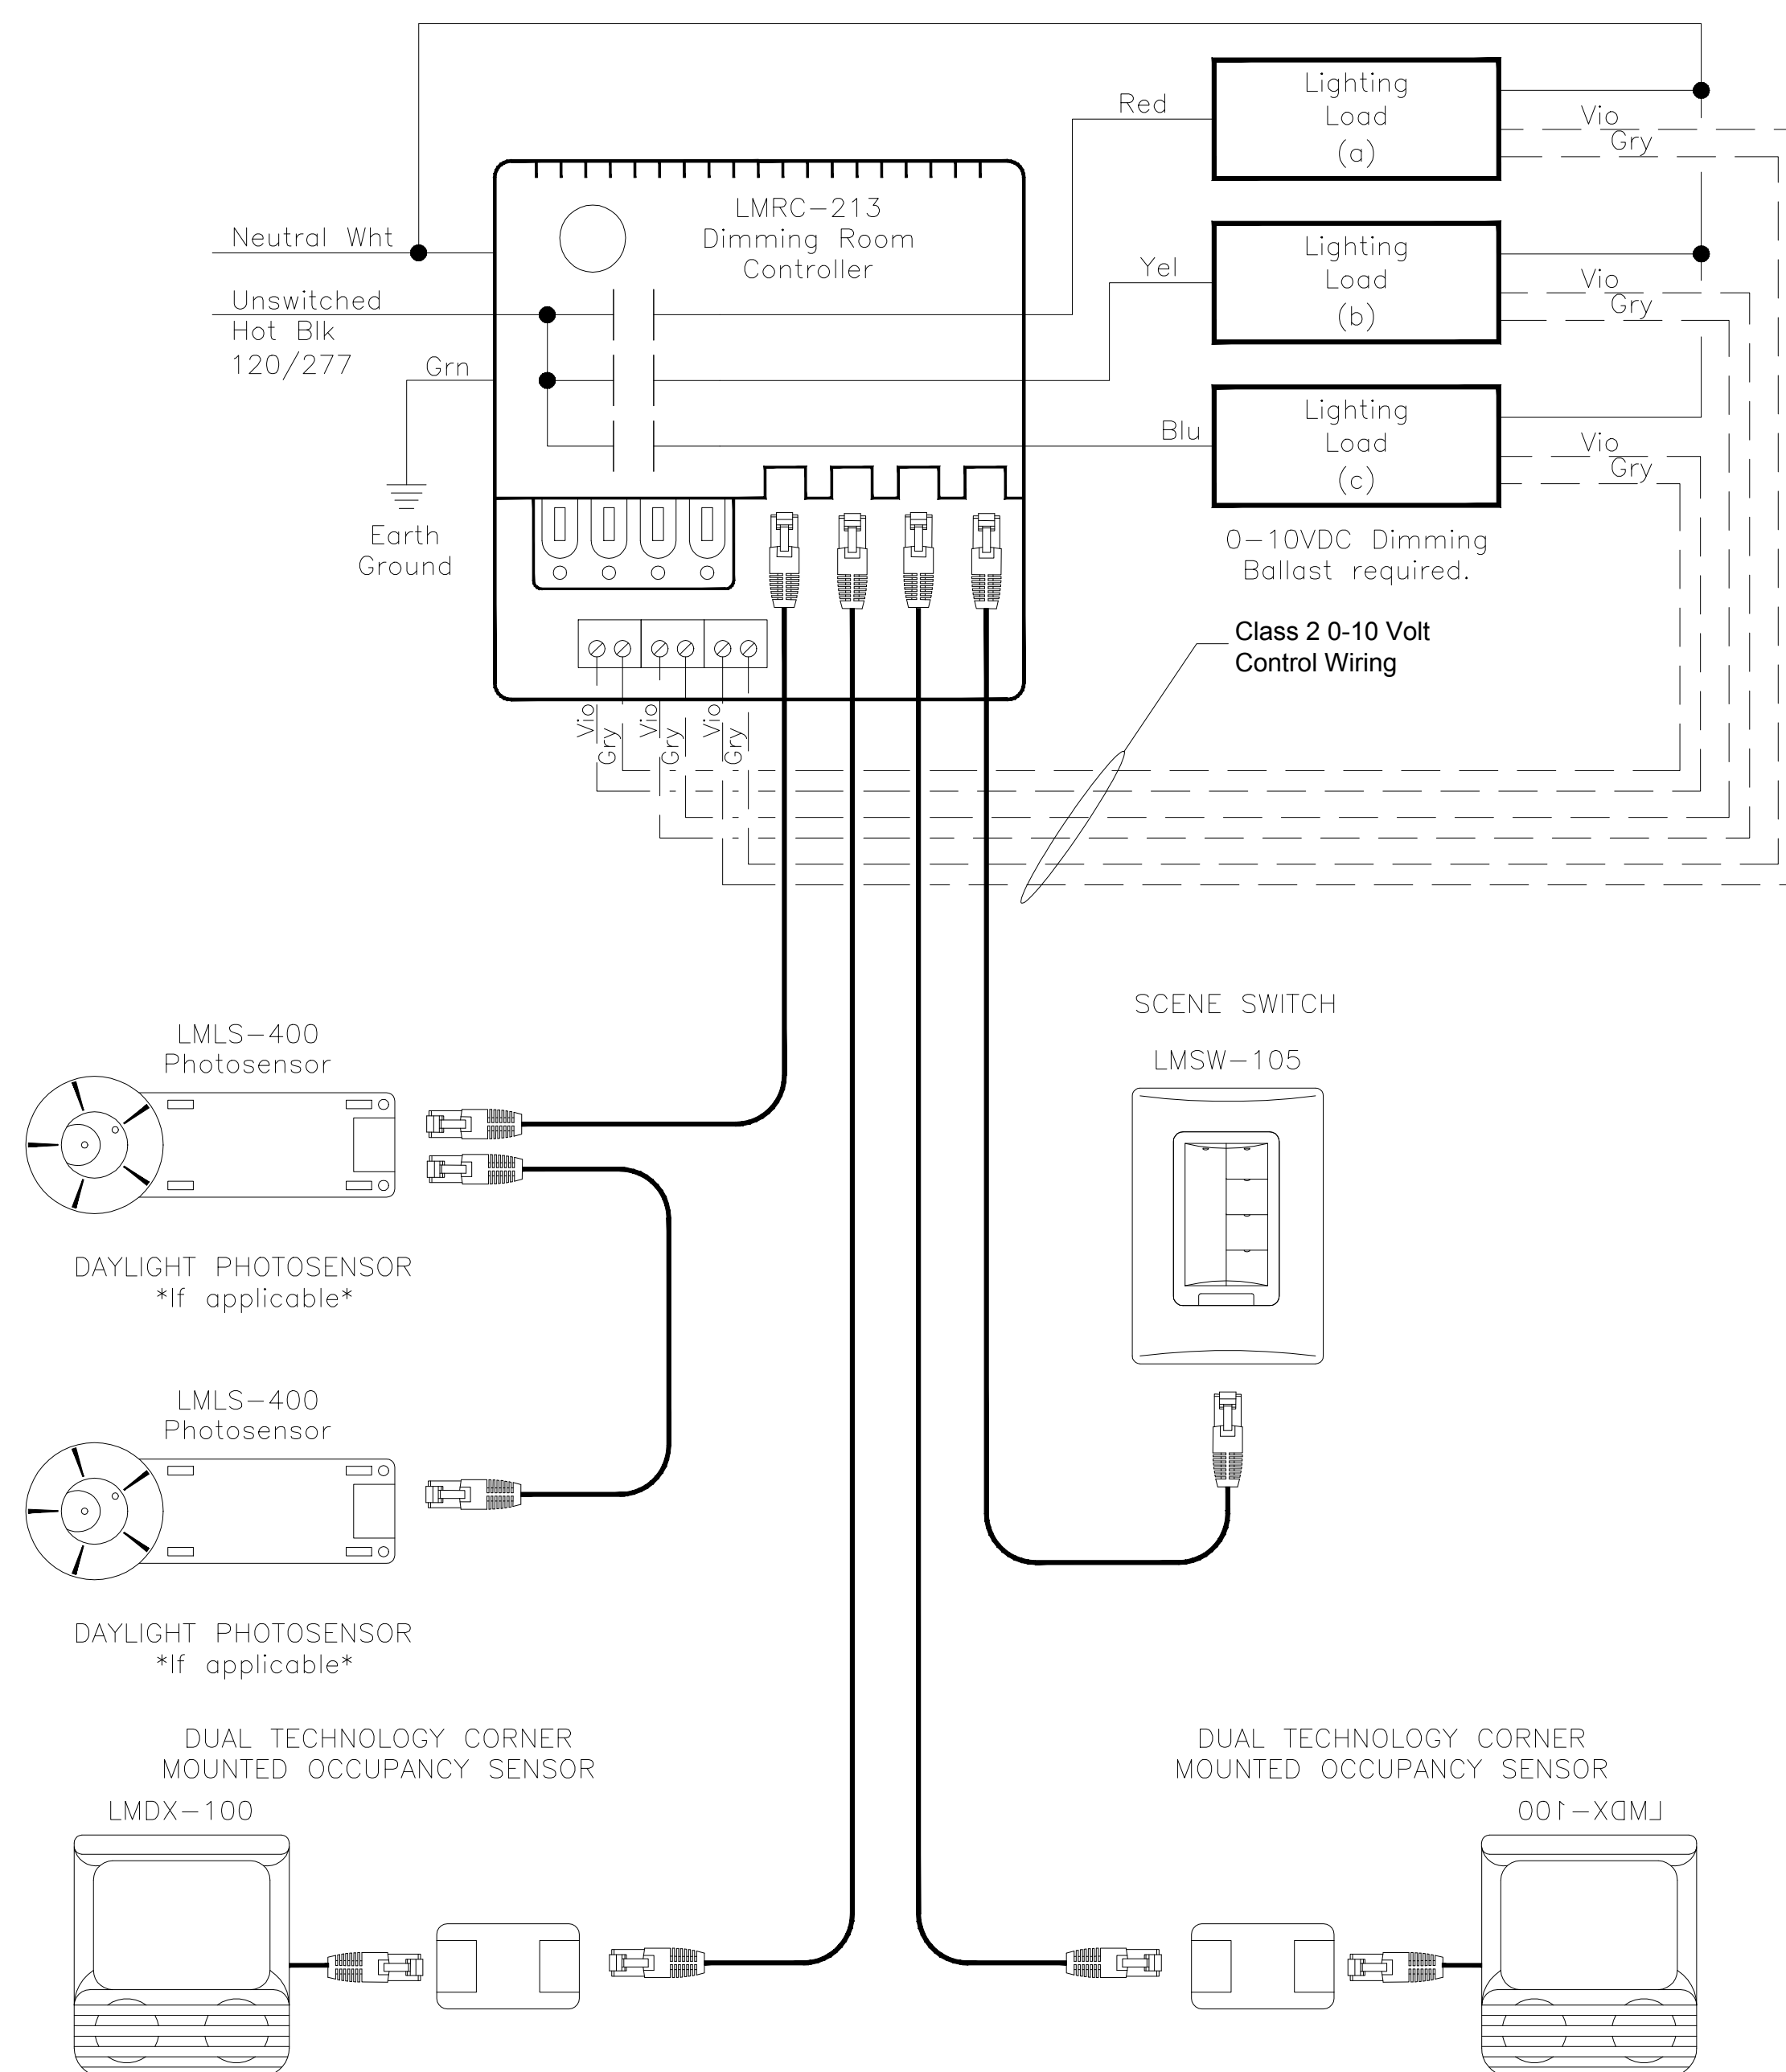 Red
Lighting
Load
(a)
Vio
Gry
LMRC-213
Dimming Room
Controller
Neutral Wht
Yel
Lighting
Load
(b)
Vio
Gry
Unswitched
Hot Blk
120/277
Grn
Blu
Lighting
Load
(c)
Vio
Gry
Earth
Ground
0-10VDC Dimming
Ballast required.
Class 2 0-10 Volt
Control Wiring
Vio
Gry
Vio
Gry
Vio
Gry
SCENE SWITCH
LMSW-105
LMLS-400
Photosensor
DAYLIGHT PHOTOSENSOR
*If applicable*
LMLS-400
Photosensor
DAYLIGHT PHOTOSENSOR
*If applicable*
DUAL TECHNOLOGY CORNER
MOUNTED OCCUPANCY SENSOR
LMDX-100
DUAL TECHNOLOGY CORNER
MOUNTED OCCUPANCY SENSOR
LMDX-100